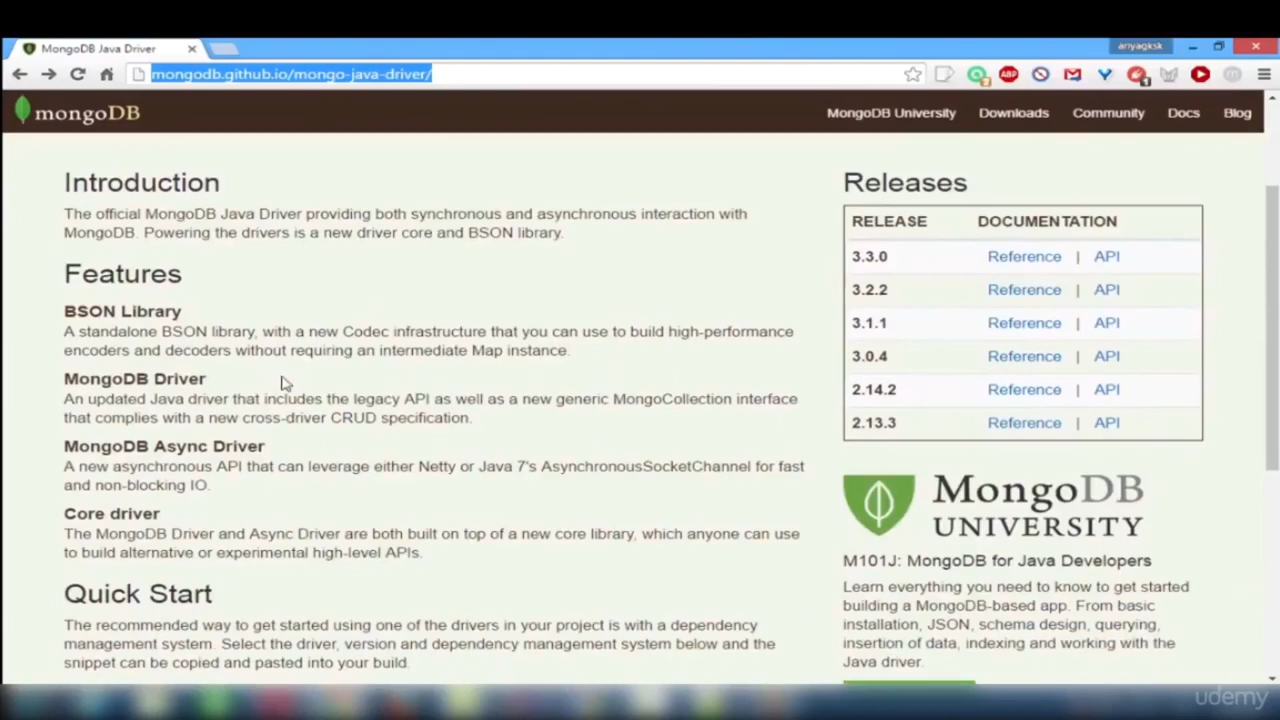 MongoDB Java Driver
ariyagksk
mongodb.github.io/mongo-java-driver/
ABP
mongoDB
MongoDB University
Downloads
Community
Docs
Blog
Introduction
The official MongoDB Java Driver providing both synchronous and asynchronous interaction with
MongoDB. Powering the drivers is a new driver core and BSON library.
Features
BSON Library
A standalone BSON library, with a new Codec infrastructure that you can use to build high-performance
encoders and decoders without requiring an intermediate Map instance.
MongoDB Driver
An updated Java driver that includes the legacy API as well as a new generic MongoCollection interface
that complies with a new cross-driver CRUD specification.
MongoDB Async Driver
A new asynchronous API that can leverage either Netty or Java 7's AsynchronousSocketChannel for fast
and non-blocking IO.
Core driver
The MongoDB Driver and Async Driver are both built on top of a new core library, which anyone can use
to build alternative or experimental high-level APIs.
Quick Start
The recommended way to get started using one of the drivers in your project is with a dependency
management system. Select the driver, version and dependency management system below and the
snippet can be copied and pasted into your build.
Releases
RELEASE DOCUMENTATION
3.3.0 Reference | API
3.2.2 Reference | API
3.1.1 Reference | API
3.0.4 Reference | API
2.14.2 Reference | API
2.13.3 Reference | API
MongoDB
UNIVERSITY
M101J: MongoDB for Java Developers
Learn everything you need to know to get started
building a MongoDB-based app. From basic
installation, JSON, schema design, querying,
insertion of data, indexing and working with the
Java driver.
udemy